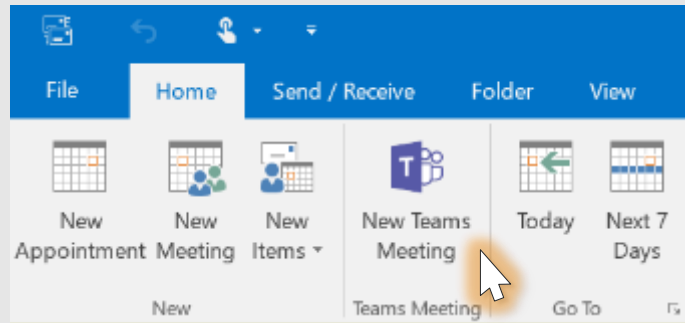 File Home Send / Receive Folder View
New New New New Teams Today Next 7
Appointment Meeting Items Meeting Days
New Teams Meeting Go To